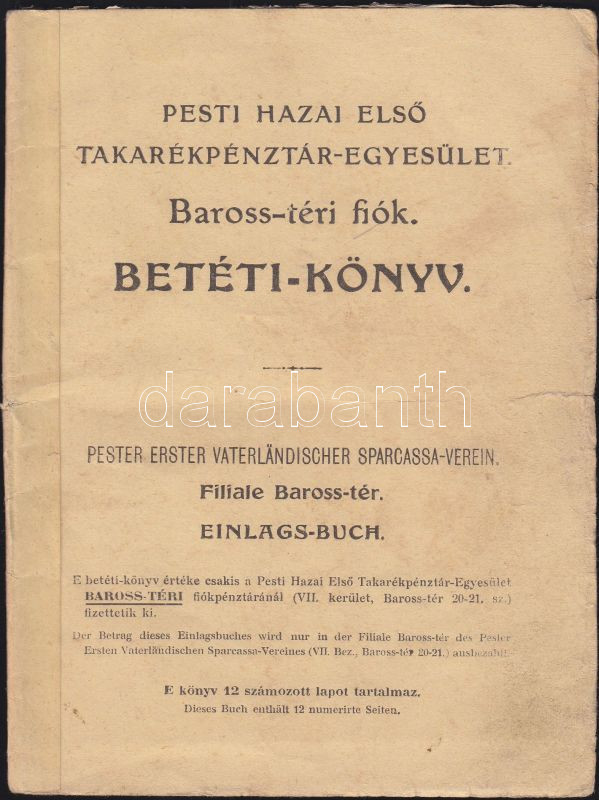 PESTI HAZAI ELSŐ
TAKARÉKPÉNZTÁR-EGYESÜLET.
Baross-téri fiók.
BETÉTI-KÖNYV.
darabanth
PESTER ERSTER VATERLÄNDISCHER SPARCASSA-VEREIN.
Filiale Baross-tér.
EINLAGS-BUCH.
E betéti-könyv értéke csakis a Pesti Hazai Első Takarékpénztár-Egyesület
BAROSS-TÉRI fiókpénztáránál (VII. kerület, Baross-tér 20-21. sz.)
fizettetik ki.
Der Betrag dieses Einlagsbuches wird nur in der Filiale Baross-tér des Pester
Ersten Vaterländischen Sparcassa-Vereines (VII. Bez., Baross-tér 20-21.) ausbezahlt.
E könyv 12 számozott lapot tartalmaz.
Dieses Buch enthält 12 numerirte Seiten.